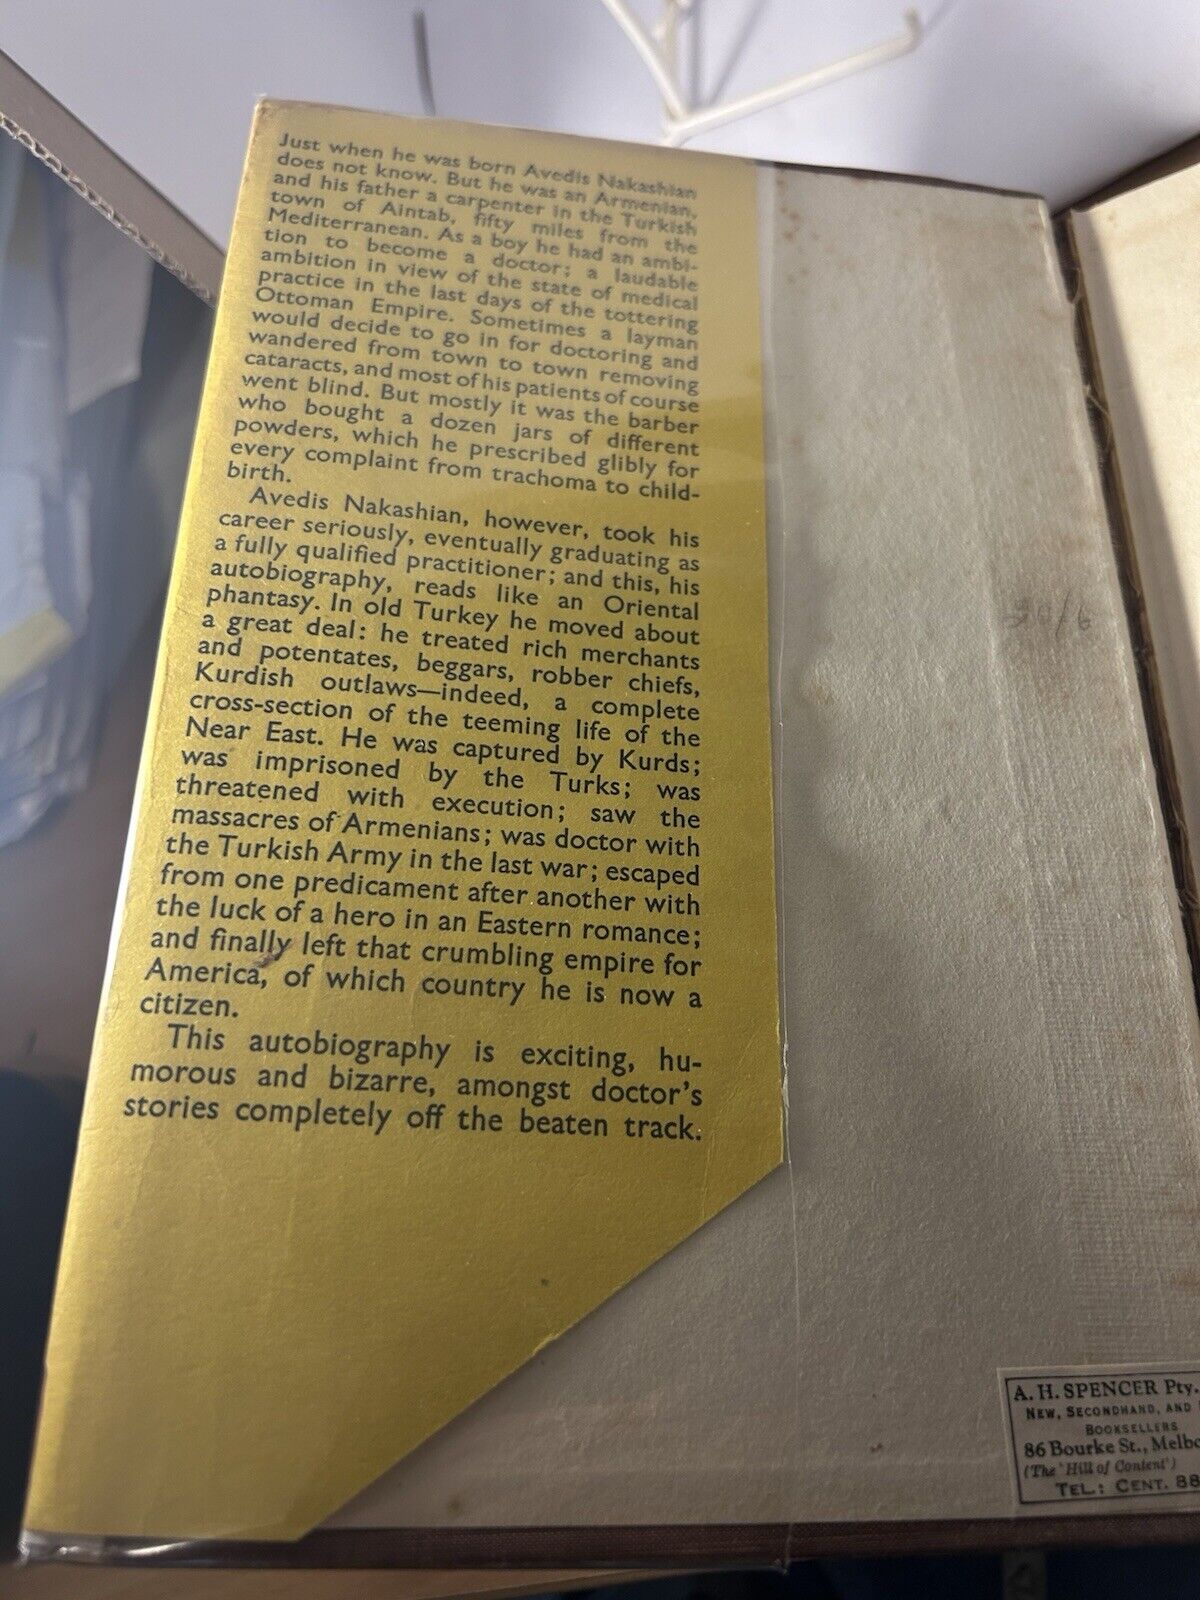 Just when he was born Avedis Nakashian
does not know. But he was an Armenian,
and his father a carpenter in the Turkish
town of Aintab, fifty miles from the
Mediterranean. As a boy he had an ambi-
tion to become a doctor; a laudable
ambition in view of the state of medical
practice in the last days of the tottering
Ottoman Empire. Sometimes a layman
would decide to go in for doctoring and
wandered from town to town removing
cataracts, and most of his patients of course
went blind. But mostly it was the barber
who bought a dozen jars of different
powders, which he prescribed glibly for
every complaint from trachoma to child-
birth.
Avedis Nakashian, however, took his
career seriously, eventually graduating as
a fully qualified practitioner; and this, his
autobiography, reads like an Oriental
phantasy. In old Turkey he moved about
a great deal: he treated rich merchants
and potentates, beggars, robber chiefs,
Kurdish outlaws—indeed, a complete
cross-section of the teeming life of the
Near East. He was captured by Kurds;
was imprisoned by the Turks; was
threatened with execution; saw the
massacres of Armenians; was doctor with
the Turkish Army in the last war; escaped
from one predicament after another with
the luck of a hero in an Eastern romance;
and finally left that crumbling empire for
America, of which country he is now a
citizen.
This autobiography is exciting, hu-
morous and bizarre, amongst doctor's
stories completely off the beaten track.
A. H. SPENCER Pty.
NEW, SECONDHAND, AND
BOOKSELLERS
86 Bourke St., Melbo
(The 'Hill of Content')
TEL.: CENT. 88